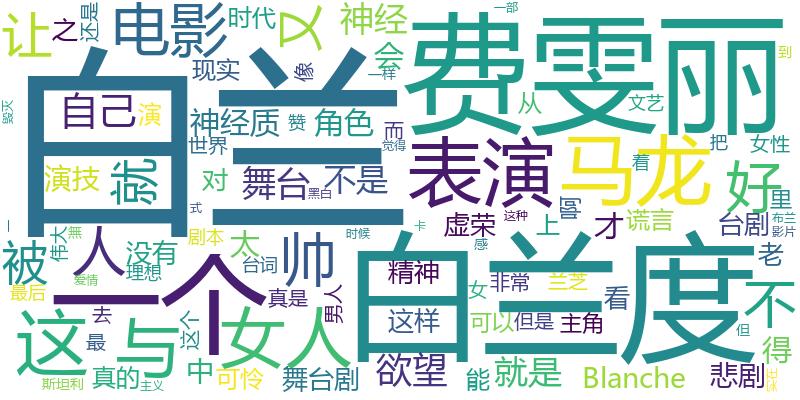 让 之 还是 电影 时代 又 神经 会 一部
费雯丽
白兰 现实 像 一样 到
自己 演 神经质 赞 角色 而 从 文艺
毁灭 世界 觉得 把 女性
演技 就 对 舞台 不是 表演 马龙 着 好 里
黑白 式 虚荣 上 啊 才 谎言 台剧 布兰
一 伟大 無 人 没有 剧本 太 帅 这种 影片
被 理想 台词 时候 卡 感 老
最后 爱情 一个 真是 精神 女 非常 兰芝 看 白兰度 不
这 与 去 这个 女人 男人 这样 可以 但是 主角 但 得
最 中 欲望 能 就是 悲剧
斯坦利 真的 主义 可怜 舞台剧 Blanche